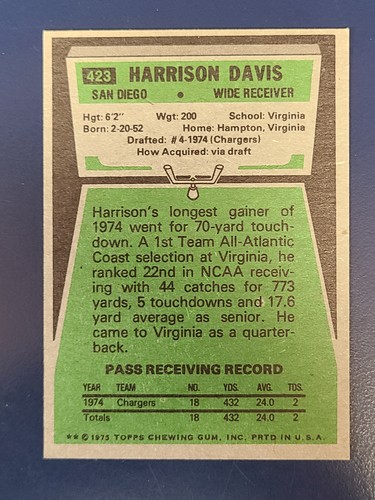 423 HARRISON DAVIS
SAN DIEGO • WIDE RECEIVER
Hgt: 6'2" Wgt: 200 School: Virginia
Born: 2-20-52 Home: Hampton, Virginia
Drafted: #4-1974 (Chargers)
How Acquired: via draft
Harrison's longest gainer of
1974 went for 70-yard touch-
down. A 1st Team All-Atlantic
Coast selection at Virginia, he
ranked 22nd in NCAA receiv-
ing with 44 catches for 773
yards, 5 touchdowns and 17.6
yard average as senior. He
came to Virginia as a quarter-
back.
PASS RECEIVING RECORD
YEAR TEAM NO. YDS. AVG. TDS.
1974 Chargers 18 432 24.0 2
Totals 18 432 24.0 2
** © 1975 TOPPS CHEWING GUM, INC. PRTD IN U.S.A.